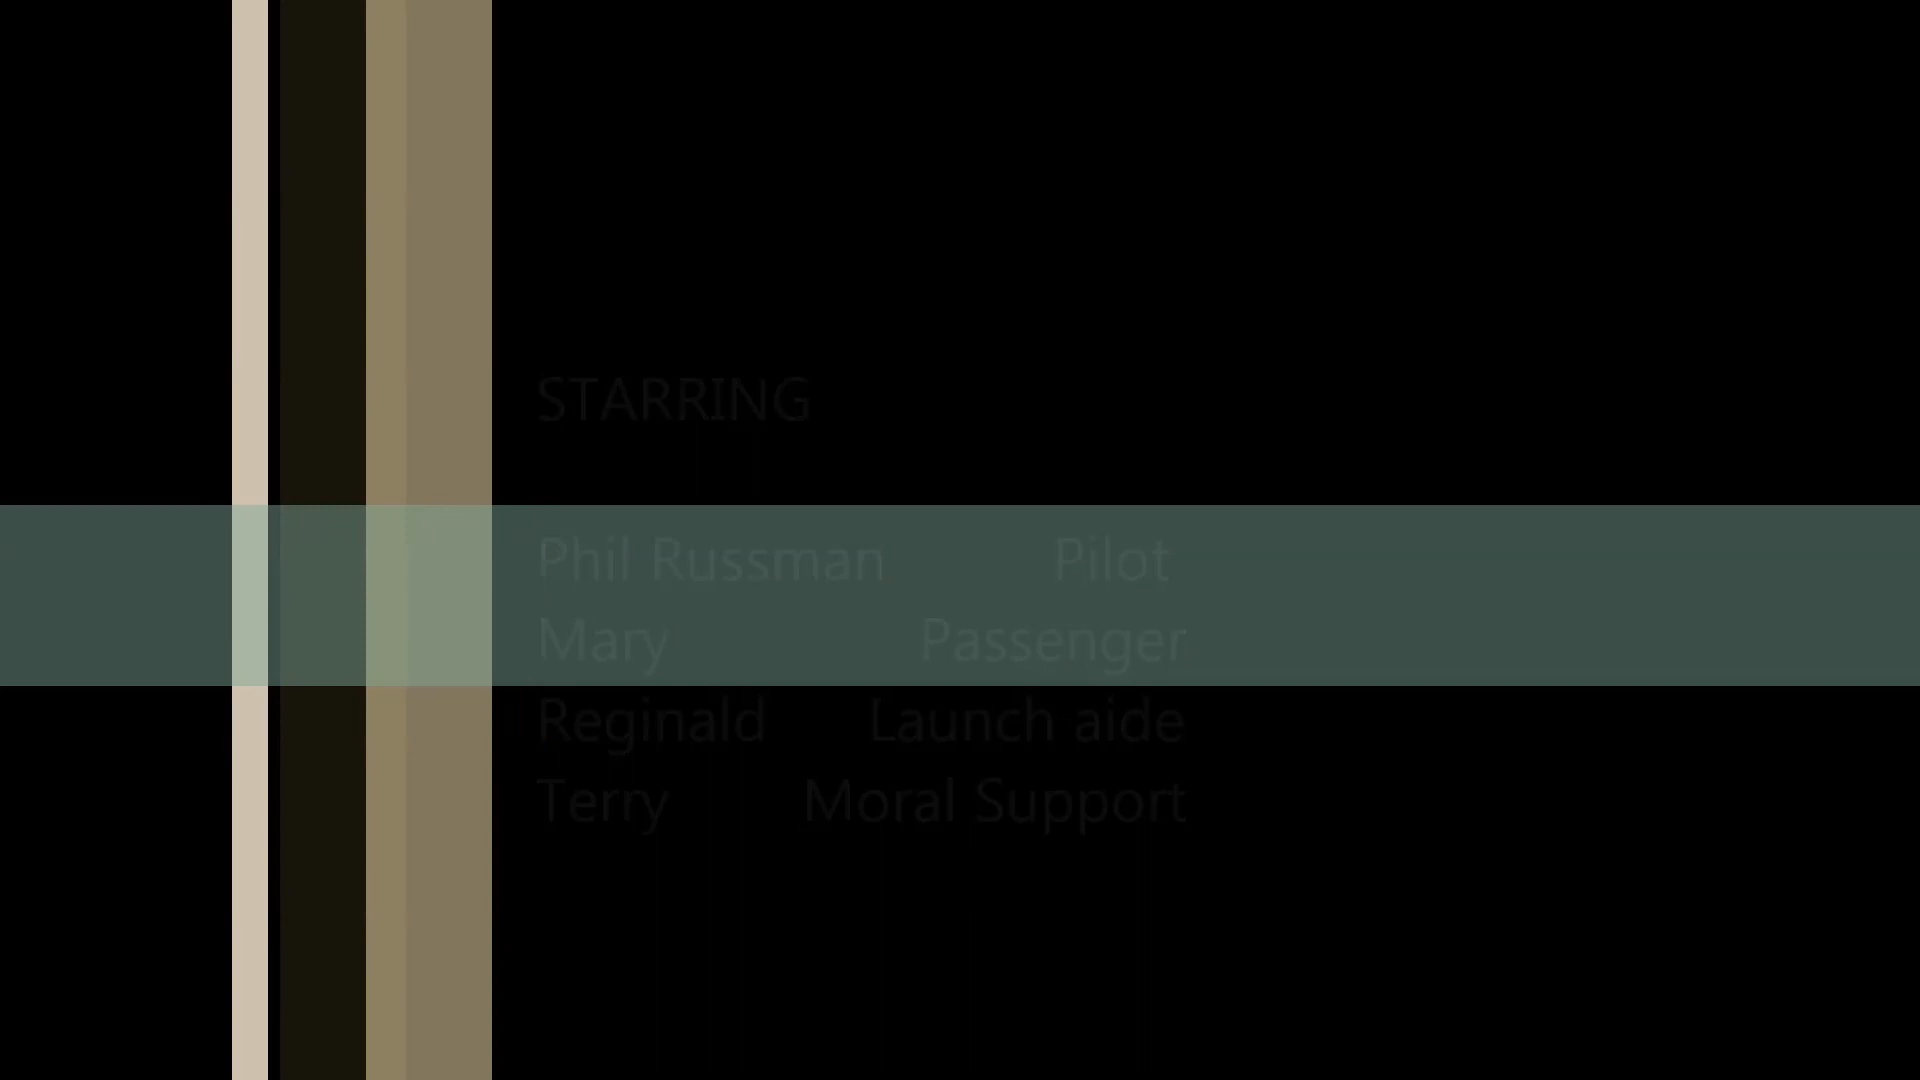 STARRING
Phil Russman Pilot
Mary Passenger
Reginald Launch aide
Terry Moral Support